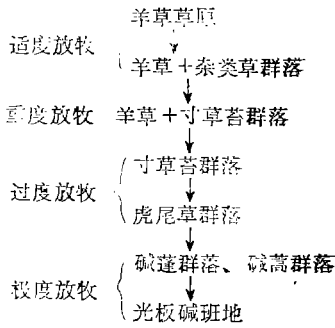 羊草草原
适度放牧
羊草+杂类草群落
重度放牧 羊草+寸草苔群落
寸草苔群落
过度放牧
虎尾草群落
碱蓬群落、碱蒿群落
极度放牧
光板碱班地